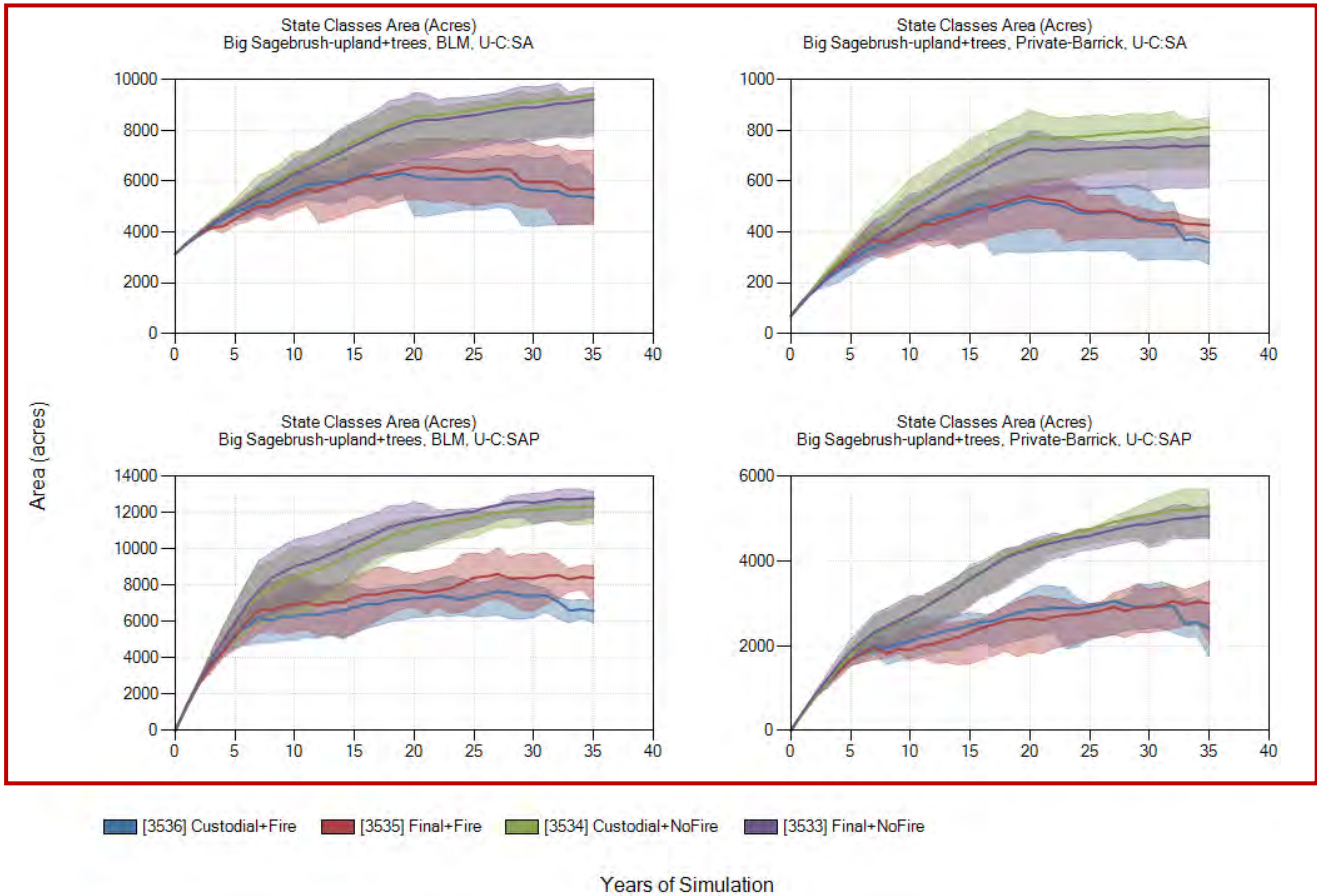 State Classes Area (Acres)
Big Sagebrush-upland+trees, BLM, U-C:SA
10000
8000
6000
4000
2000
0
0 5 10 15 20 25 30 35 40
State Classes Area (Acres)
Big Sagebrush-upland+trees, Private-Barrick, U-C:SA
1000
800
600
400
200
0
0 5 10 15 20 25 30 35 40
Area (acres)
State Classes Area (Acres)
Big Sagebrush-upland+trees, BLM, U-C:SAP
14000
12000
10000
8000
6000
4000
2000
0
0 5 10 15 20 25 30 35 40
State Classes Area (Acres)
Big Sagebrush-upland+trees, Private-Barrick, U-C:SAP
6000
4000
2000
0
0 5 10 15 20 25 30 35 40
[3536] Custodial+Fire [3535] Final+Fire [3534] Custodial+NoFire [3533] Final+NoFire
Years of Simulation